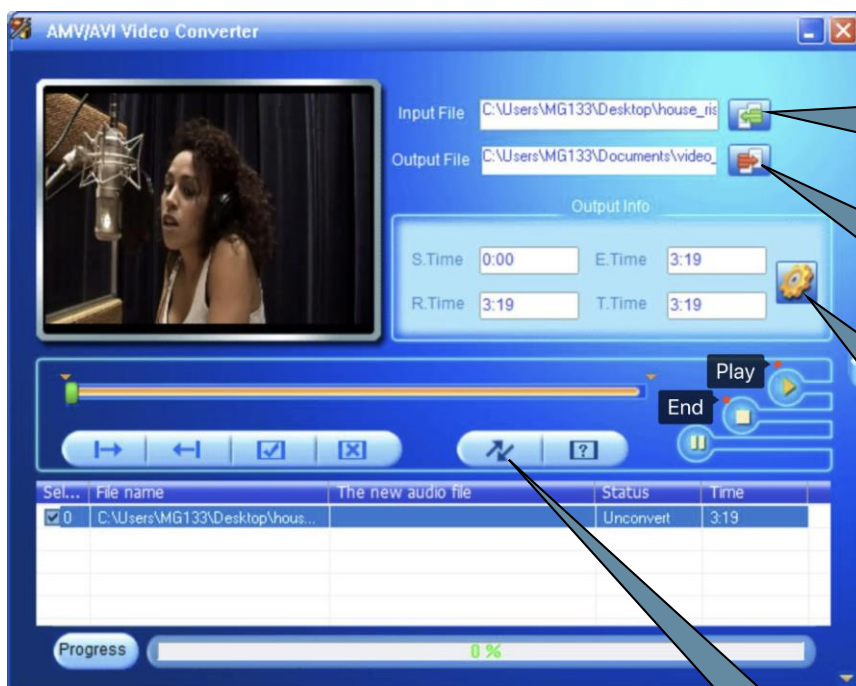 AMV/AVI Video Converter
Input File C:\Users\MG133\Desktop\house_ris
Output File C:\Users\MG133\Documents\video_
Output Info
S.Time 0:00 E.Time 3:19
R.Time 3:19 T.Time 3:19
Play
End
Sel... File name The new audio file Status Time
0 C:\Users\MG133\Desktop\hous... Unconvert 3:19
Progress 0 %